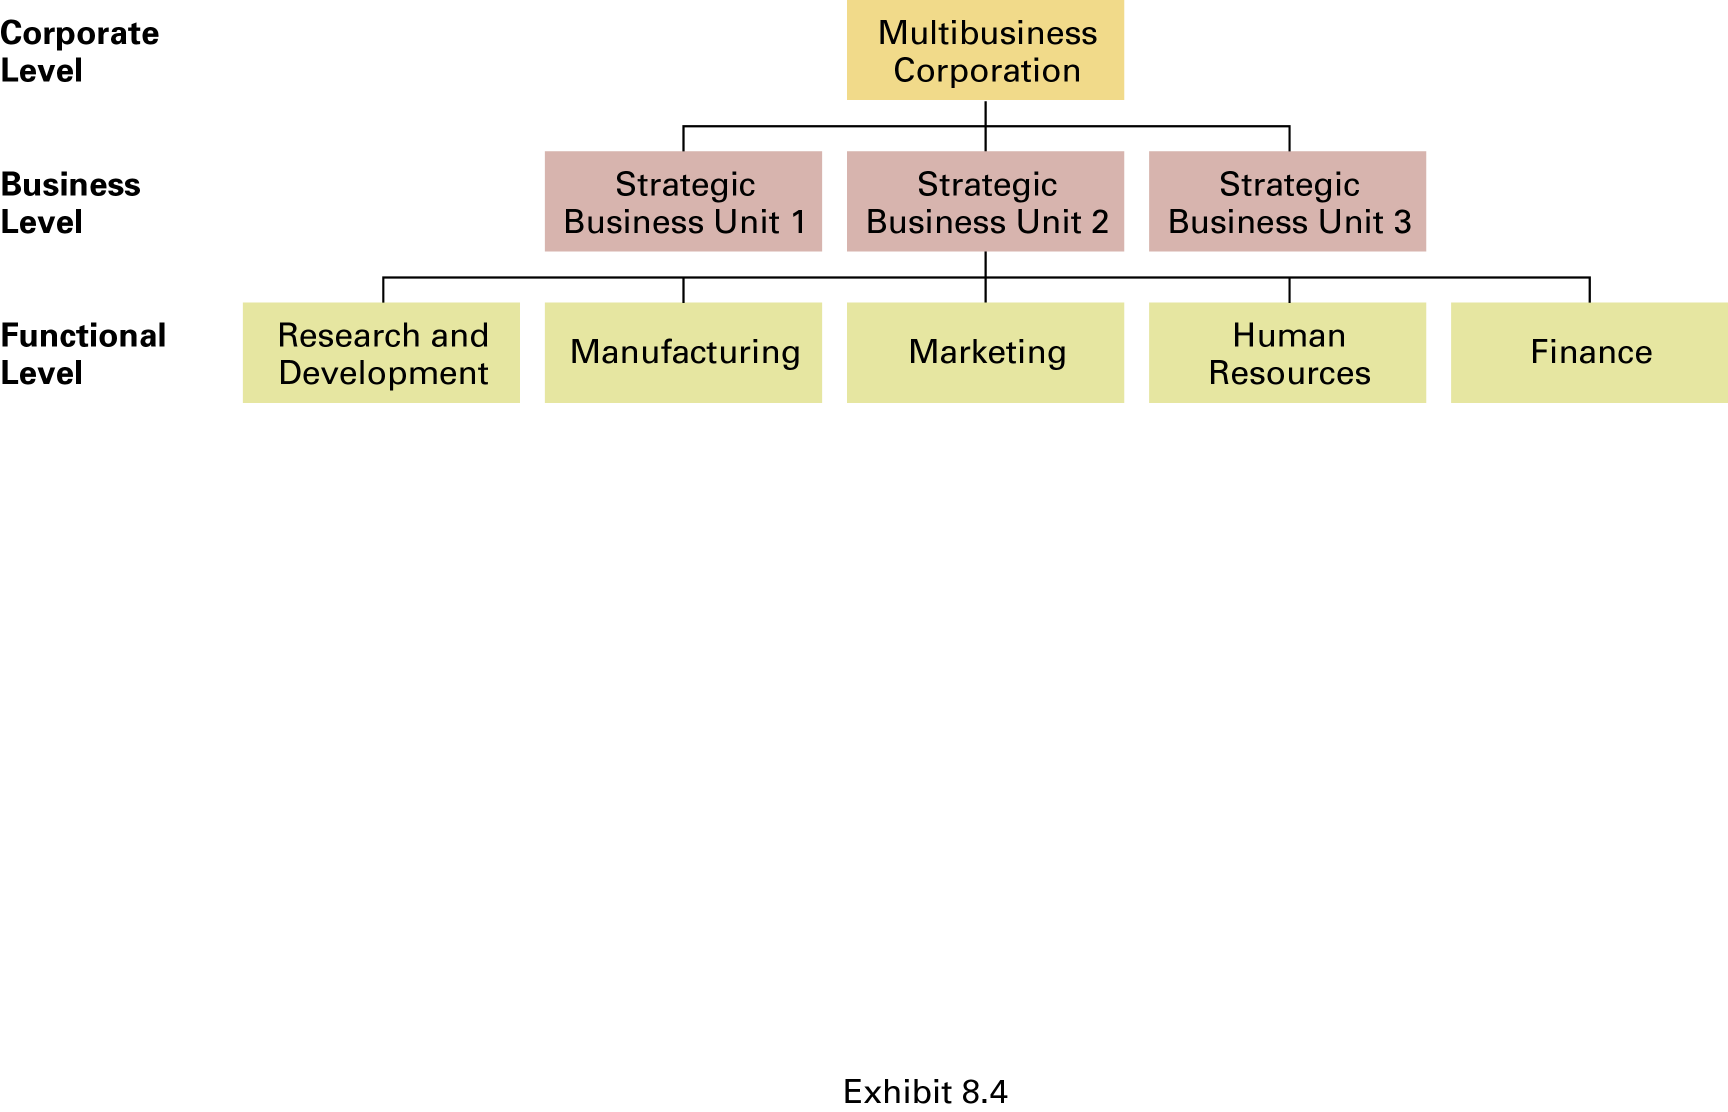 Corporate
Level
Multibusiness
Corporation
Business
Level
Strategic
Business Unit 1
Strategic
Business Unit 2
Strategic
Business Unit 3
Functional
Level
Research and
Development
Manufacturing
Marketing
Human
Resources
Finance
Exhibit 8.4